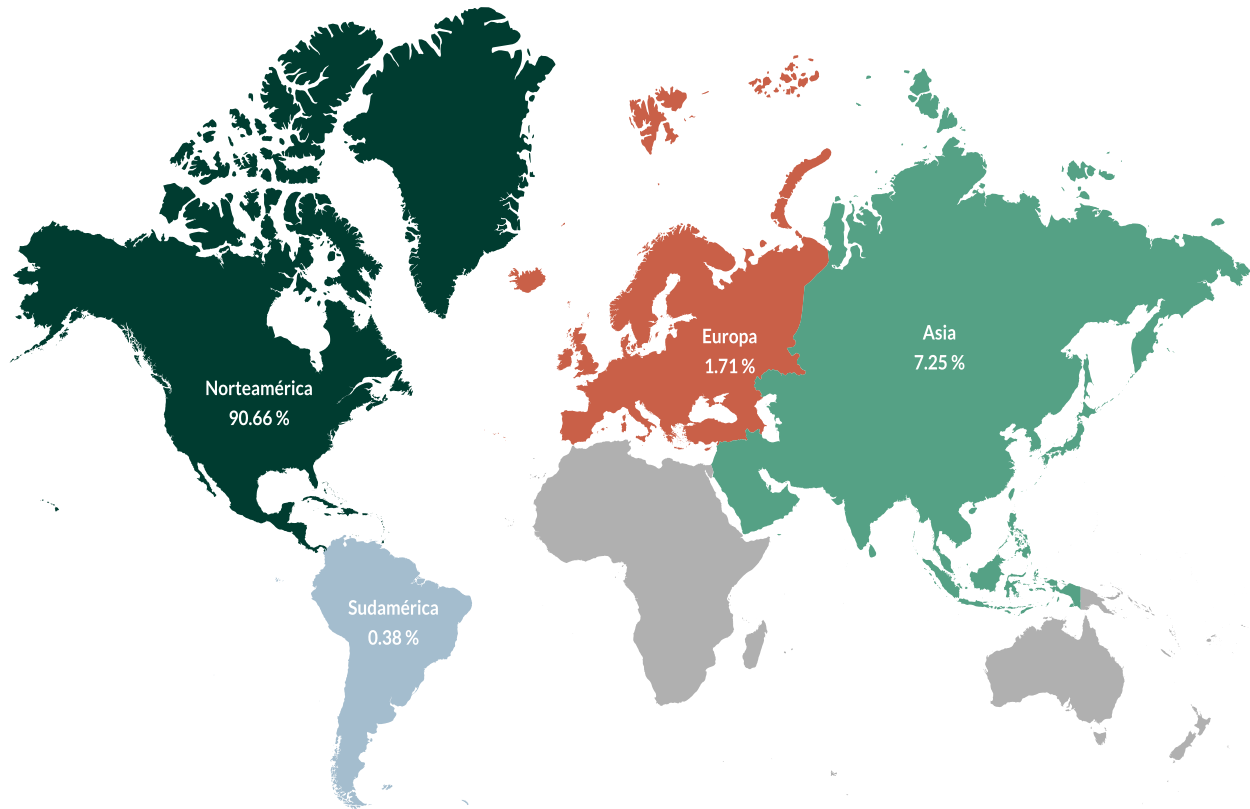 Norteamérica
90.66 %
Europa
1.71 %
Asia
7.25 %
Sudamérica
0.38 %